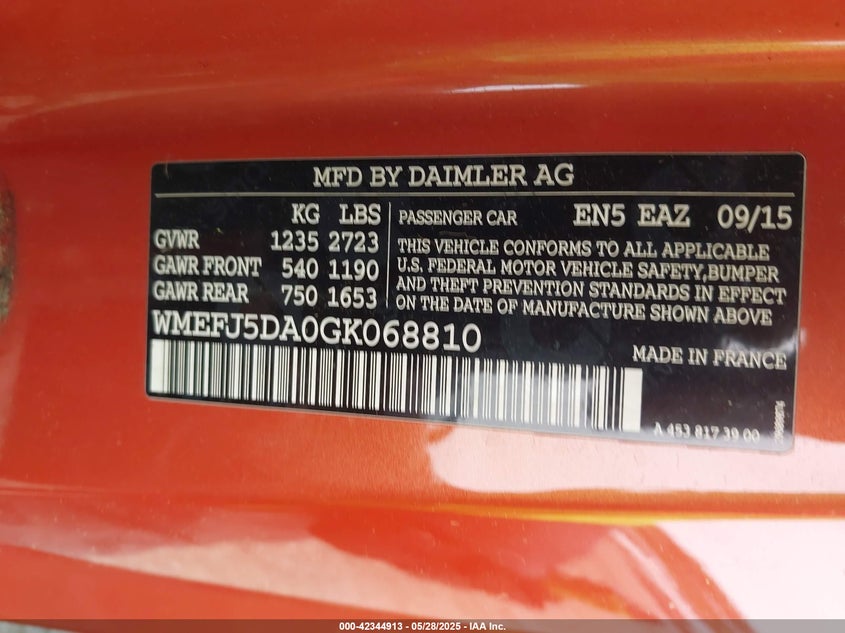 MFD BY DAIMLER AG
KG LBS
GVWR 1235 2723
GAWR FRONT 540 1190
GAWR REAR 750 1653
PASSENGER CAR EN5 EAZ 09/15
THIS VEHICLE CONFORMS TO ALL APPLICABLE
U.S. FEDERAL MOTOR VEHICLE SAFETY,BUMPER
AND THEFT PREVENTION STANDARDS IN EFFECT
ON THE DATE OF MANUFACTURE SHOWN ABOVE
WMEFJ5DA0GK068810
MADE IN FRANCE
A 453 817 39 00
000-42344913 - 05/28/2025 - IAA Inc.